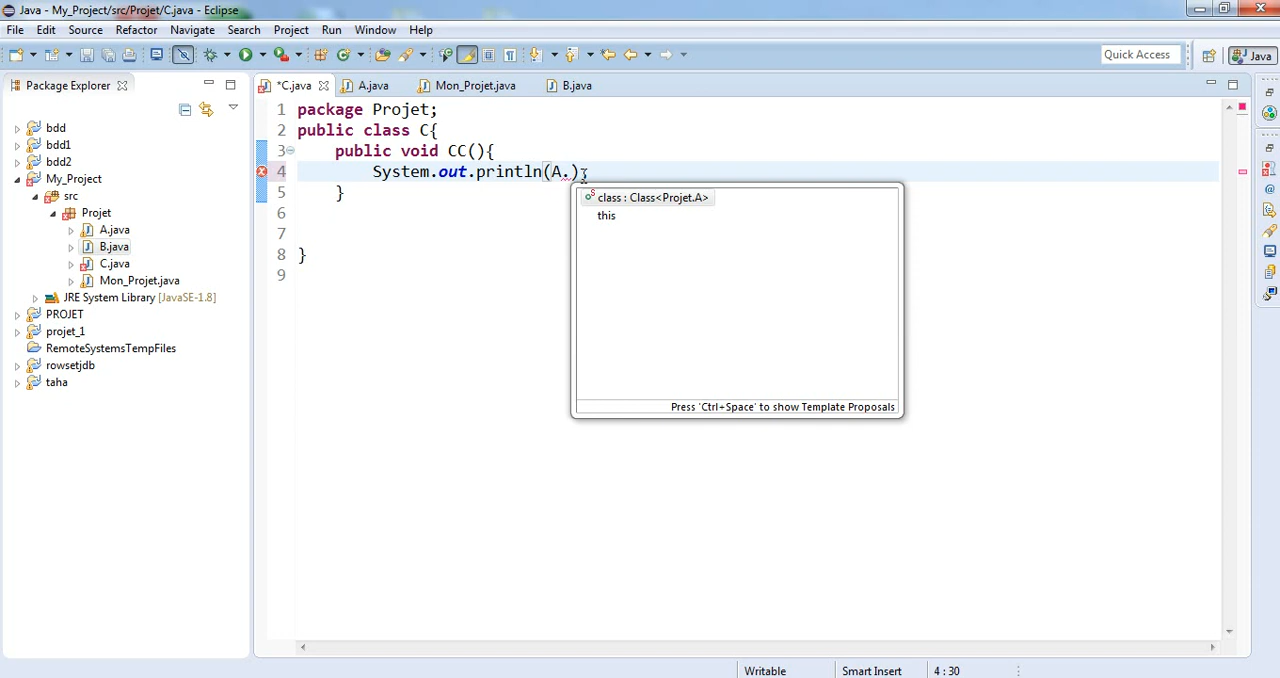 Java - My_Project/src/Projet/C.java - Eclipse
File Edit Source Refactor Navigate Search Project Run Window Help
Quick Access
Java
Package Explorer
*C.java
A.java
Mon_Projet.java
B.java
bdd
bdd1
bdd2
My_Project
src
Projet
A.java
B.java
C.java
Mon_Projet.java
JRE System Library [JavaSE-1.8]
PROJET
projet_1
RemoteSystemsTempFiles
rowsetjdb
taha
1 package Projet;
2 public class C{
3 public void CC(){
4 System.out.println(A.);
5 }
6
7
8 }
9
class : Class<Projet.A>
this
Press 'Ctrl+Space' to show Template Proposals
Writable Smart Insert 4 : 30